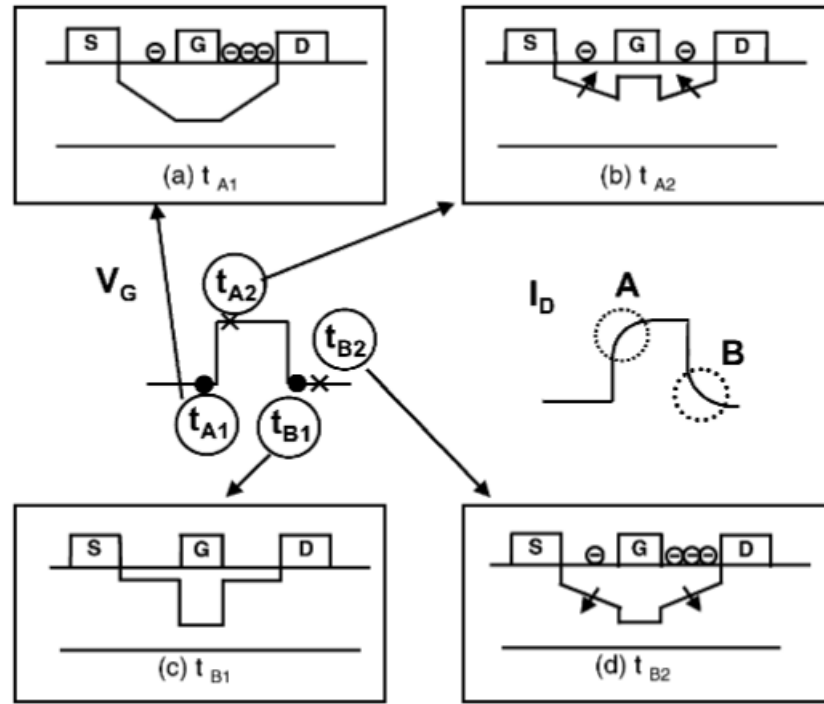 S G D
(a) t A1
S G D
(b) t A2
V G
t A2
t B2
t A1
t B1
I D
A
B
S G D
(c) t B1
S G D
(d) t B2